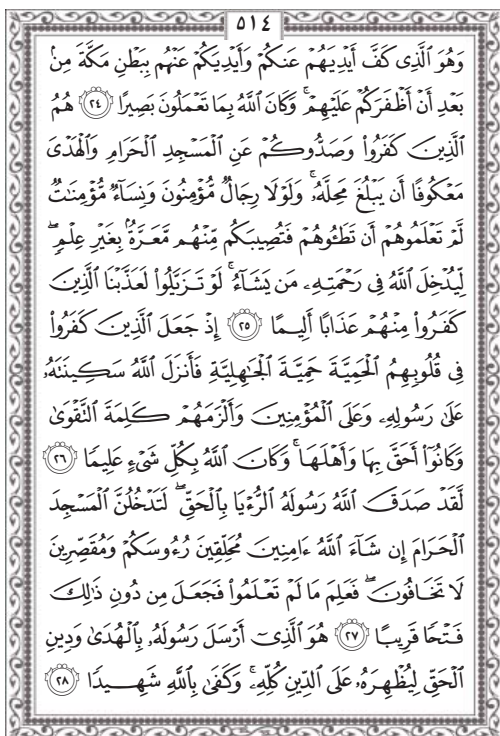 ٥١٤
وَهُوَ ٱلَّذِى كَفَّ أَيْدِيَهُمْ عَنكُمْ وَأَيْدِيَكُمْ عَنْهُم بِبَطْنِ مَكَّةَ مِنۢ
بَعْدِ أَنْ أَظْفَرَكُمْ عَلَيْهِمْ ۚ وَكَانَ ٱللَّهُ بِمَا تَعْمَلُونَ بَصِيرًا ﴿٢٤﴾ هُمُ
ٱلَّذِينَ كَفَرُوا۟ وَصَدُّوكُمْ عَنِ ٱلْمَسْجِدِ ٱلْحَرَامِ وَٱلْهَدْىَ
مَعْكُوفًا أَن يَبْلُغَ مَحِلَّهُۥ ۚ وَلَوْلَا رِجَالٌ مُّؤْمِنُونَ وَنِسَآءٌ مُّؤْمِنَٰتٌ
لَّمْ تَعْلَمُوهُمْ أَن تَطَـُٔوهُمْ فَتُصِيبَكُم مِّنْهُم مَّعَرَّةٌۢ بِغَيْرِ عِلْمٍ ۖ
لِّيُدْخِلَ ٱللَّهُ فِى رَحْمَتِهِۦ مَن يَشَآءُ ۚ لَوْ تَزَيَّلُوا۟ لَعَذَّبْنَا ٱلَّذِينَ
كَفَرُوا۟ مِنْهُمْ عَذَابًا أَلِيمًا ﴿٢٥﴾ إِذْ جَعَلَ ٱلَّذِينَ كَفَرُوا۟
فِى قُلُوبِهِمُ ٱلْحَمِيَّةَ حَمِيَّةَ ٱلْجَٰهِلِيَّةِ فَأَنزَلَ ٱللَّهُ سَكِينَتَهُۥ
عَلَىٰ رَسُولِهِۦ وَعَلَى ٱلْمُؤْمِنِينَ وَأَلْزَمَهُمْ كَلِمَةَ ٱلتَّقْوَىٰ
وَكَانُوٓا۟ أَحَقَّ بِهَا وَأَهْلَهَا ۚ وَكَانَ ٱللَّهُ بِكُلِّ شَىْءٍ عَلِيمًا ﴿٢٦﴾
لَّقَدْ صَدَقَ ٱللَّهُ رَسُولَهُ ٱلرُّءْيَا بِٱلْحَقِّ ۖ لَتَدْخُلُنَّ ٱلْمَسْجِدَ
ٱلْحَرَامَ إِن شَآءَ ٱللَّهُ ءَامِنِينَ مُحَلِّقِينَ رُءُوسَكُمْ وَمُقَصِّرِينَ
لَا تَخَافُونَ ۖ فَعَلِمَ مَا لَمْ تَعْلَمُوا۟ فَجَعَلَ مِن دُونِ ذَٰلِكَ
فَتْحًا قَرِيبًا ﴿٢٧﴾ هُوَ ٱلَّذِىٓ أَرْسَلَ رَسُولَهُۥ بِٱلْهُدَىٰ وَدِينِ
ٱلْحَقِّ لِيُظْهِرَهُۥ عَلَى ٱلدِّينِ كُلِّهِۦ ۚ وَكَفَىٰ بِٱللَّهِ شَهِيدًا ﴿٢٨﴾